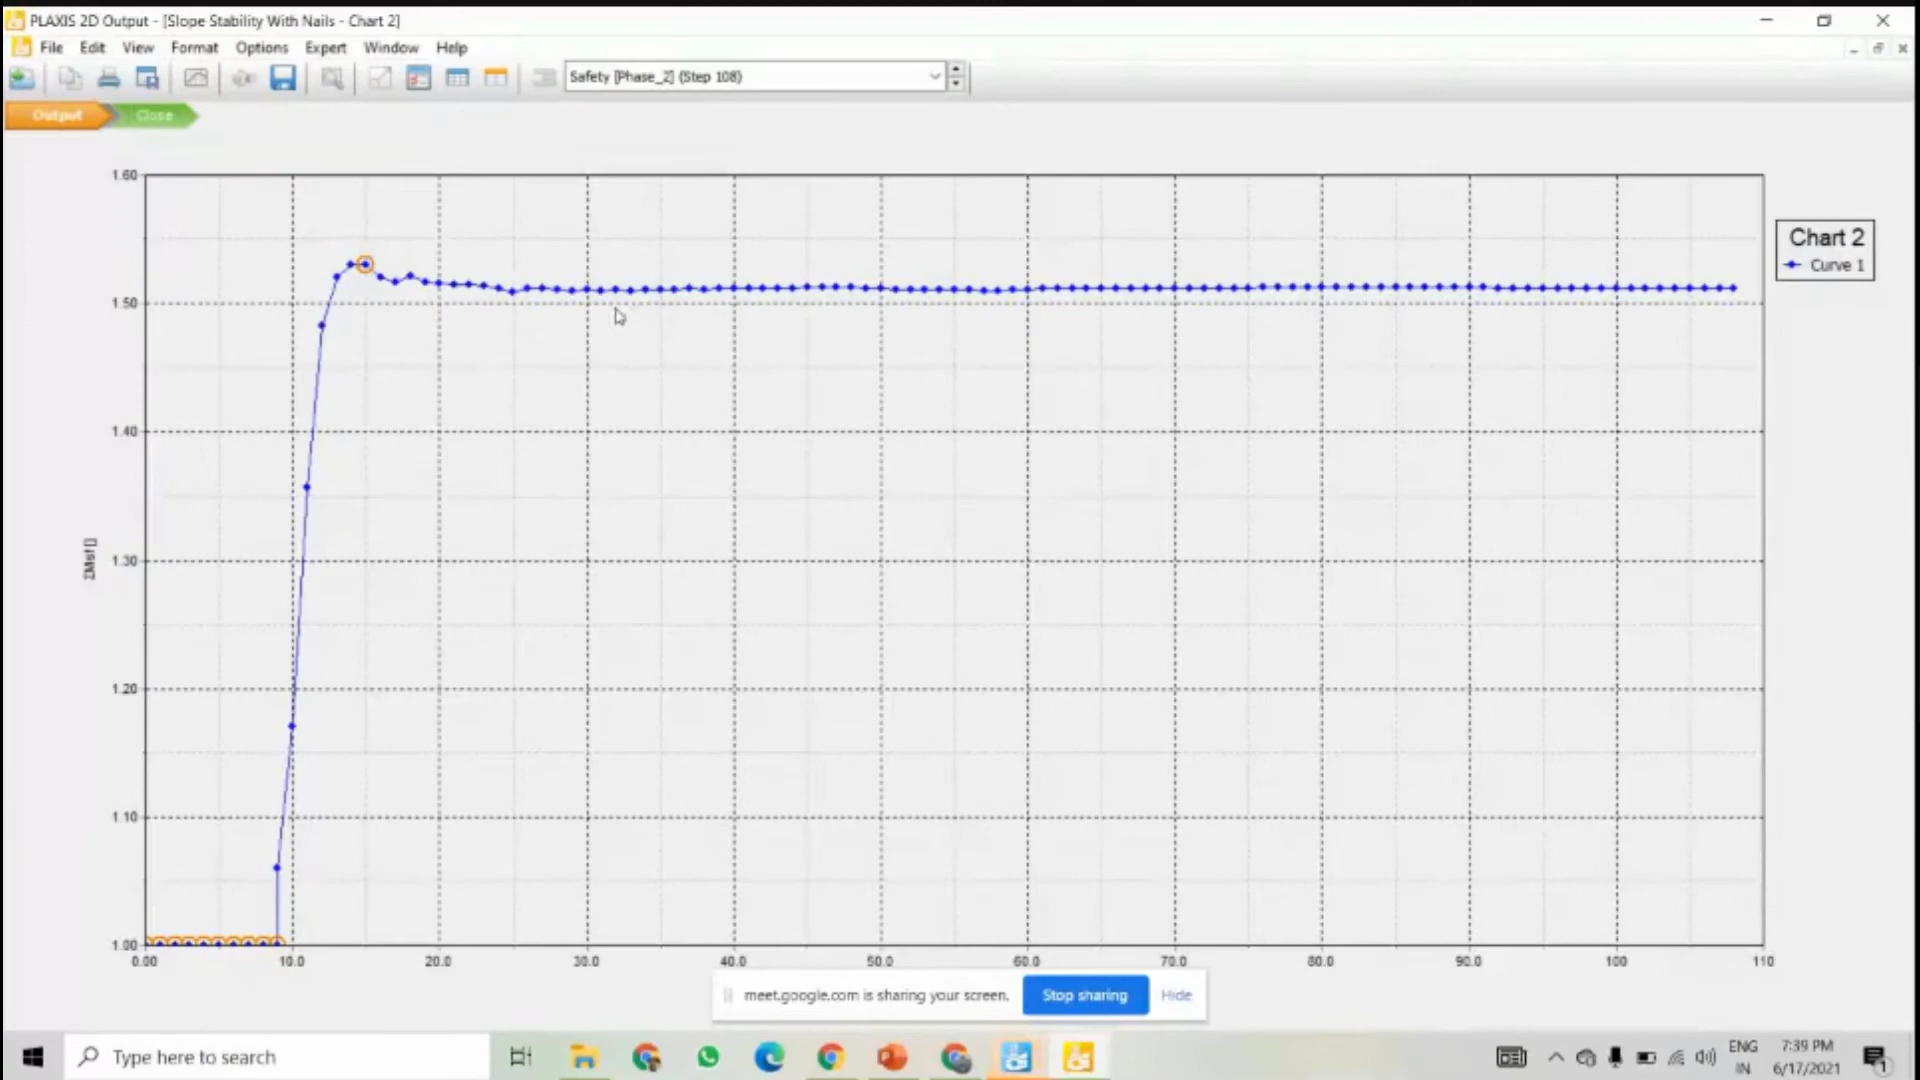 PLAXIS 2D Output - [Slope Stability With Nails - Chart 2]
File Edit View Format Options Expert Window Help
Safety [Phase_2] (Step 108)
Output Close
1.60
1.50
1.40
1.30
1.20
1.10
1.00
ΣMsf []
Chart 2
Curve 1
0.00 10.0 20.0 30.0 40.0 50.0 60.0 70.0 80.0 90.0 100 110
meet.google.com is sharing your screen. Stop sharing Hide
Type here to search
ENG
IN
7:39 PM
6/17/2021
1